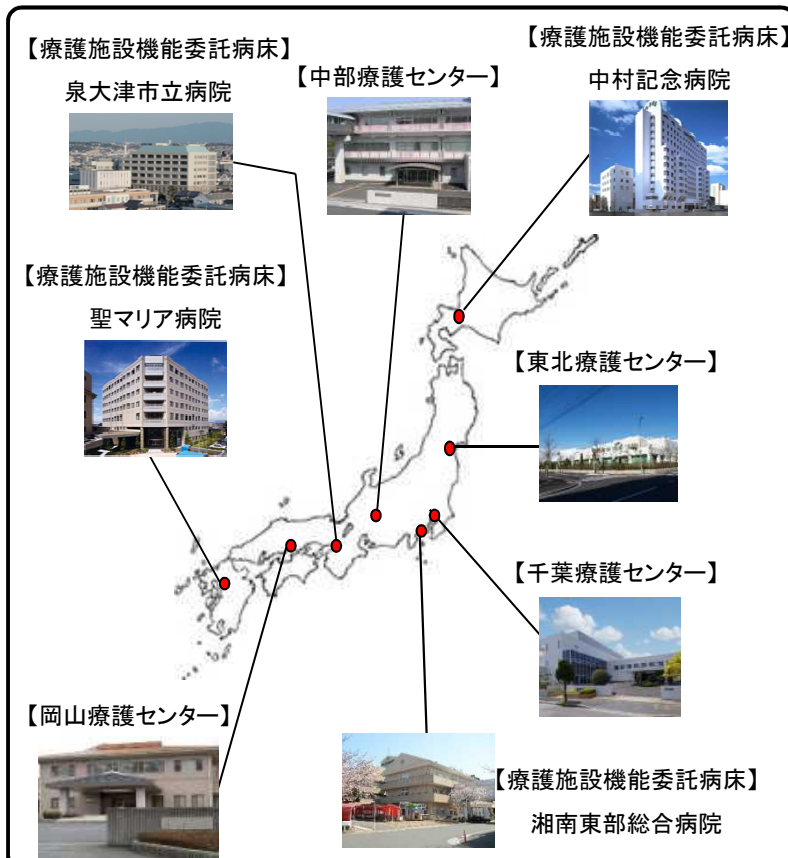 【療護施設機能委託病床】
泉大津市立病院
【中部療護センター】
【療護施設機能委託病床】
中村記念病院
【療護施設機能委託病床】
聖マリア病院
【東北療護センター】
【千葉療護センター】
【岡山療護センター】
【療護施設機能委託病床】
湘南東部総合病院